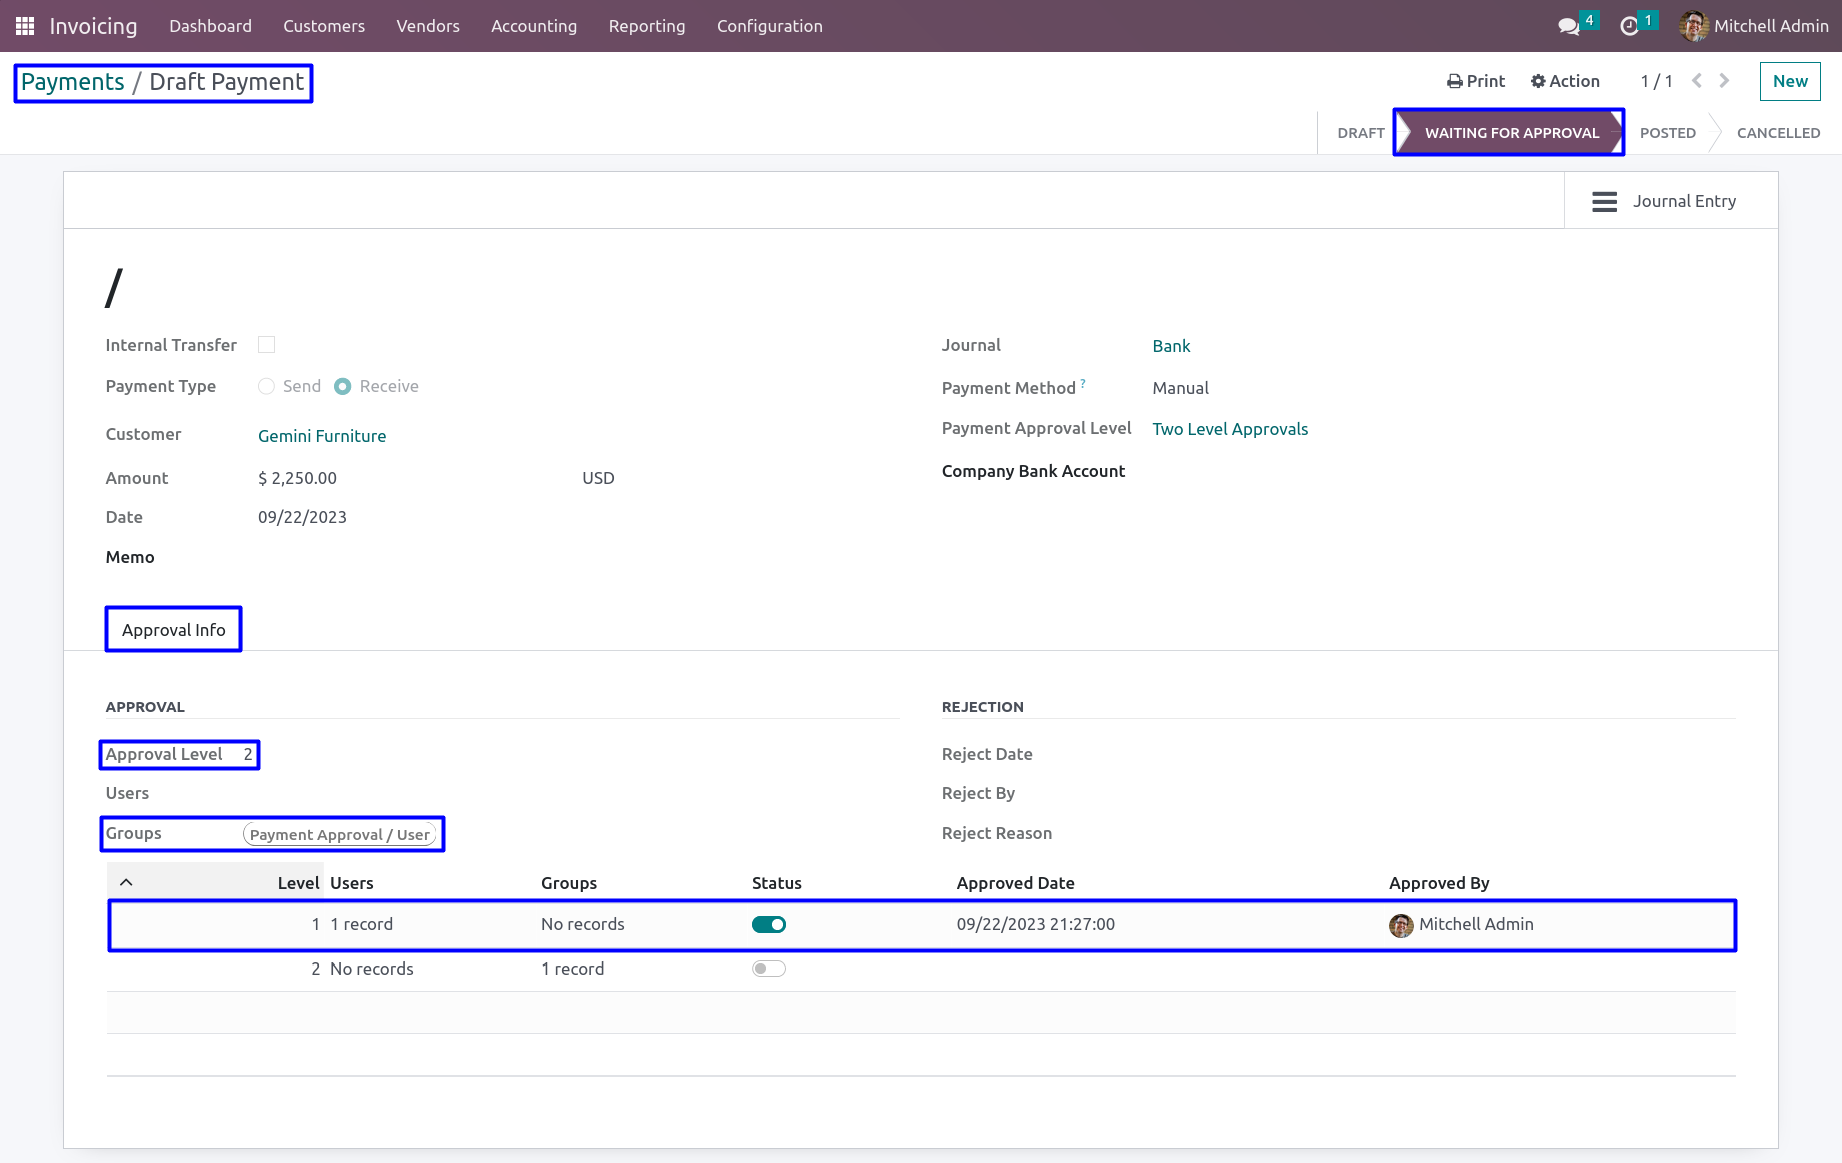 Invoicing Dashboard Customers Vendors Accounting Reporting Configuration 4 1 Mitchell Admin
Payments / Draft Payment Print Action 1 / 1 New
DRAFT WAITING FOR APPROVAL POSTED CANCELLED
Journal Entry
/
Internal Transfer Journal Bank
Payment Type Send Receive Payment Method ? Manual
Customer Gemini Furniture Payment Approval Level Two Level Approvals
Amount $ 2,250.00 USD Company Bank Account
Date 09/22/2023
Memo
Approval Info
APPROVAL REJECTION
Approval Level 2 Reject Date
Users Reject By
Groups Payment Approval / User Reject Reason
Level Users Groups Status Approved Date Approved By
1 1 record No records 09/22/2023 21:27:00 Mitchell Admin
2 No records 1 record